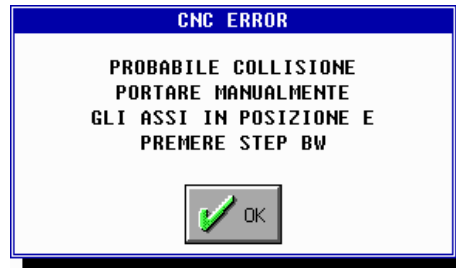 CNC ERROR
PROBABILE COLLISIONE
PORTARE MANUALMENTE
GLI ASSI IN POSIZIONE E
PREMERE STEP BW
OK